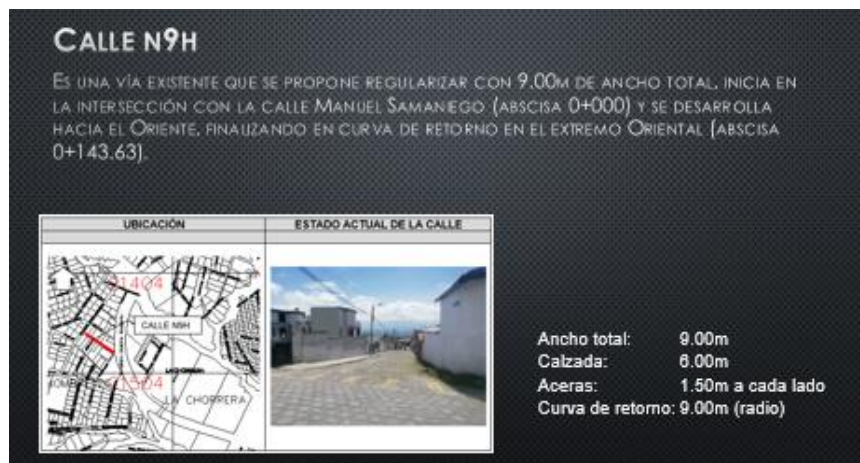 CALLE N9H
ES UNA VÍA EXISTENTE QUE SE PROPONE REGULARIZAR CON 9.00M DE ANCHO TOTAL, INICIA EN
LA INTERSECCIÓN CON LA CALLE MANUEL SAMANIEGO (ABSCISA 0+000) Y SE DESARROLLA
HACIA EL ORIENTE, FINALIZANDO EN CURVA DE RETORNO EN EL EXTREMO ORIENTAL (ABSCISA
0+143.63).
UBICACIÓN
ESTADO ACTUAL DE LA CALLE
01404
CALLE N9H
01504
LA CHORRERA
Ancho total: 9.00m
Calzada: 6.00m
Aceras: 1.50m a cada lado
Curva de retorno: 9.00m (radio)